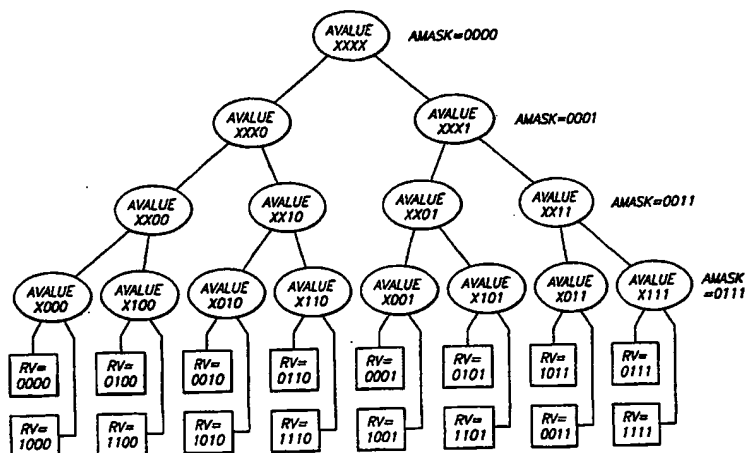 AVALUE
XXXX
AMASK=0000
AVALUE
XXX0
AVALUE
XXX1
AMASK=0001
AVALUE
XX00
AVALUE
XX10
AVALUE
XX01
AVALUE
XX11
AMASK=0011
AVALUE
X000
AVALUE
X100
AVALUE
X010
AVALUE
X110
AVALUE
X001
AVALUE
X101
AVALUE
X011
AVALUE
X111
AMASK
=0111
RV=
0000
RV=
0100
RV=
0010
RV=
0110
RV=
0001
RV=
0101
RV=
1011
RV=
0111
RV=
1000
RV=
1100
RV=
1010
RV=
1110
RV=
1001
RV=
1101
RV=
0011
RV=
1111